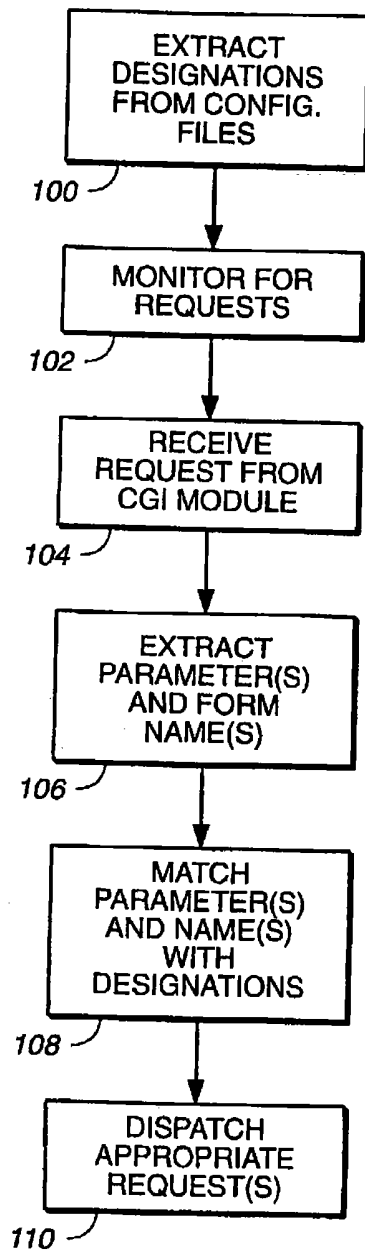 EXTRACT
DESIGNATIONS
FROM CONFIG.
FILES
100
MONITOR FOR
REQUESTS
102
RECEIVE
REQUEST FROM
CGI MODULE
104
EXTRACT
PARAMETER(S)
AND FORM
NAME(S)
106
MATCH
PARAMETER(S)
AND NAME(S)
WITH
DESIGNATIONS
108
DISPATCH
APPROPRIATE
REQUEST(S)
110